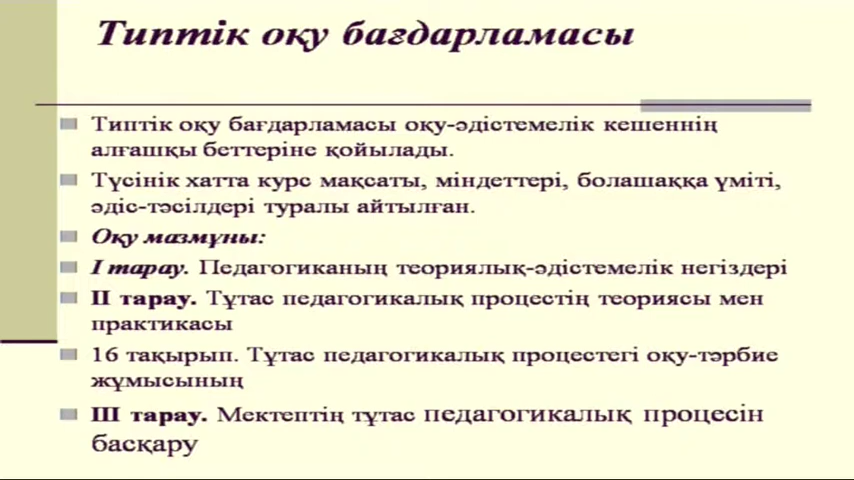 Типтік оқу бағдарламасы
Типтік оқу бағдарламасы оқу-әдістемелік кешеннің
алғашқы беттеріне қойылады.
Түсінік хатта курс мақсаты, міндеттері, болашаққа үміті,
әдіс-тәсілдері туралы айтылған.
Оқу мазмұны:
I тарау. Педагогиканың теориялық-әдістемелік негіздері
II тарау. Тұтас педагогикалық процестің теориясы мен
практикасы
16 тақырып. Тұтас педагогикалық процестегі оқу-тәрбие
жұмысының
III тарау. Мектептің тұтас педагогикалық процесін
басқару